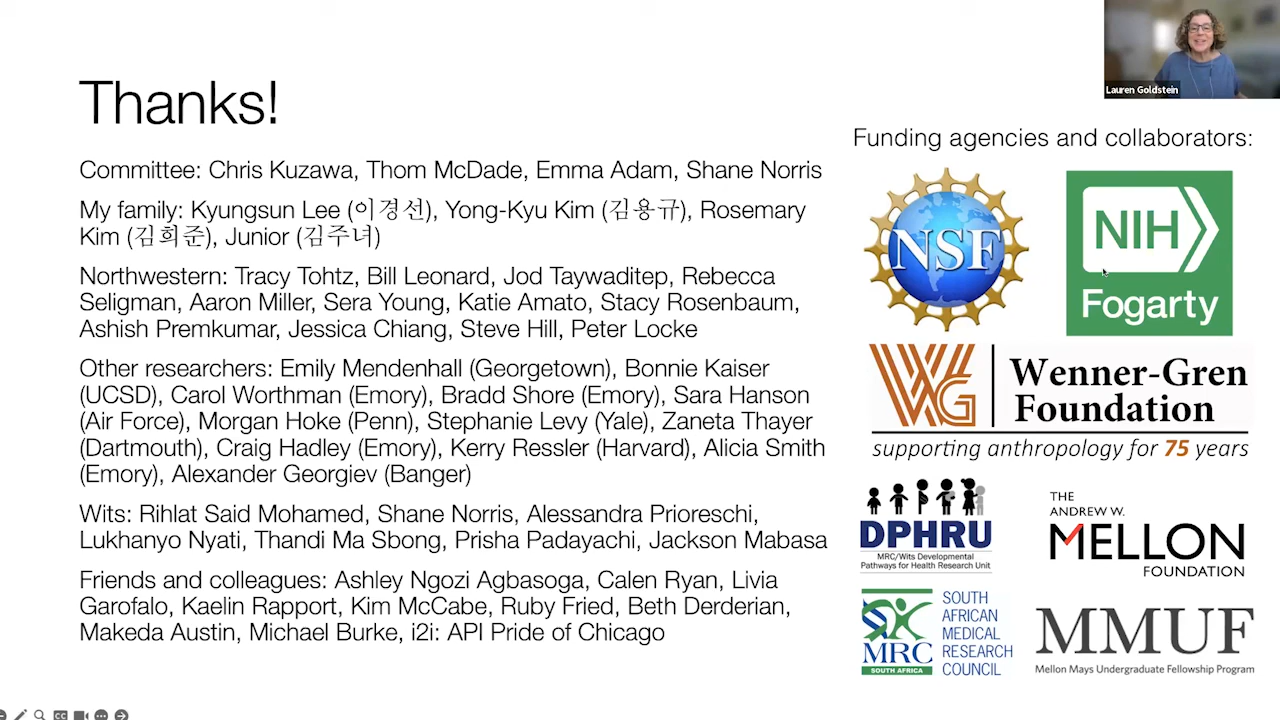 Thanks!
Committee: Chris Kuzawa, Thom McDade, Emma Adam, Shane Norris
My family: Kyungsun Lee (이경선), Yong-Kyu Kim (김용규), Rosemary
Kim (김희준), Junior (김주녀)
Northwestern: Tracy Tohtz, Bill Leonard, Jod Taywaditep, Rebecca
Seligman, Aaron Miller, Sera Young, Katie Amato, Stacy Rosenbaum,
Ashish Premkumar, Jessica Chiang, Steve Hill, Peter Locke
Other researchers: Emily Mendenhall (Georgetown), Bonnie Kaiser
(UCSD), Carol Worthman (Emory), Bradd Shore (Emory), Sara Hanson
(Air Force), Morgan Hoke (Penn), Stephanie Levy (Yale), Zaneta Thayer
(Dartmouth), Craig Hadley (Emory), Kerry Ressler (Harvard), Alicia Smith
(Emory), Alexander Georgiev (Banger)
Wits: Rihlat Said Mohamed, Shane Norris, Alessandra Prioreschi,
Lukhanyo Nyati, Thandi Ma Sbong, Prisha Padayachi, Jackson Mabasa
Friends and colleagues: Ashley Ngozi Agbasoga, Calen Ryan, Livia
Garofalo, Kaelin Rapport, Kim McCabe, Ruby Fried, Beth Derderian,
Makeda Austin, Michael Burke, i2i: API Pride of Chicago
Lauren Goldstein
Funding agencies and collaborators:
NSF
NIH
Fogarty
WG
Wenner-Gren
Foundation
supporting anthropology for 75 years
DPHRU
MRC/Wits Developmental
Pathways for Health Research Unit
THE
ANDREW W.
MELLON
FOUNDATION
MRC
SOUTH AFRICA
SOUTH
AFRICAN
MEDICAL
RESEARCH
COUNCIL
MMUF
Mellon Mays Undergraduate Fellowship Program
CC